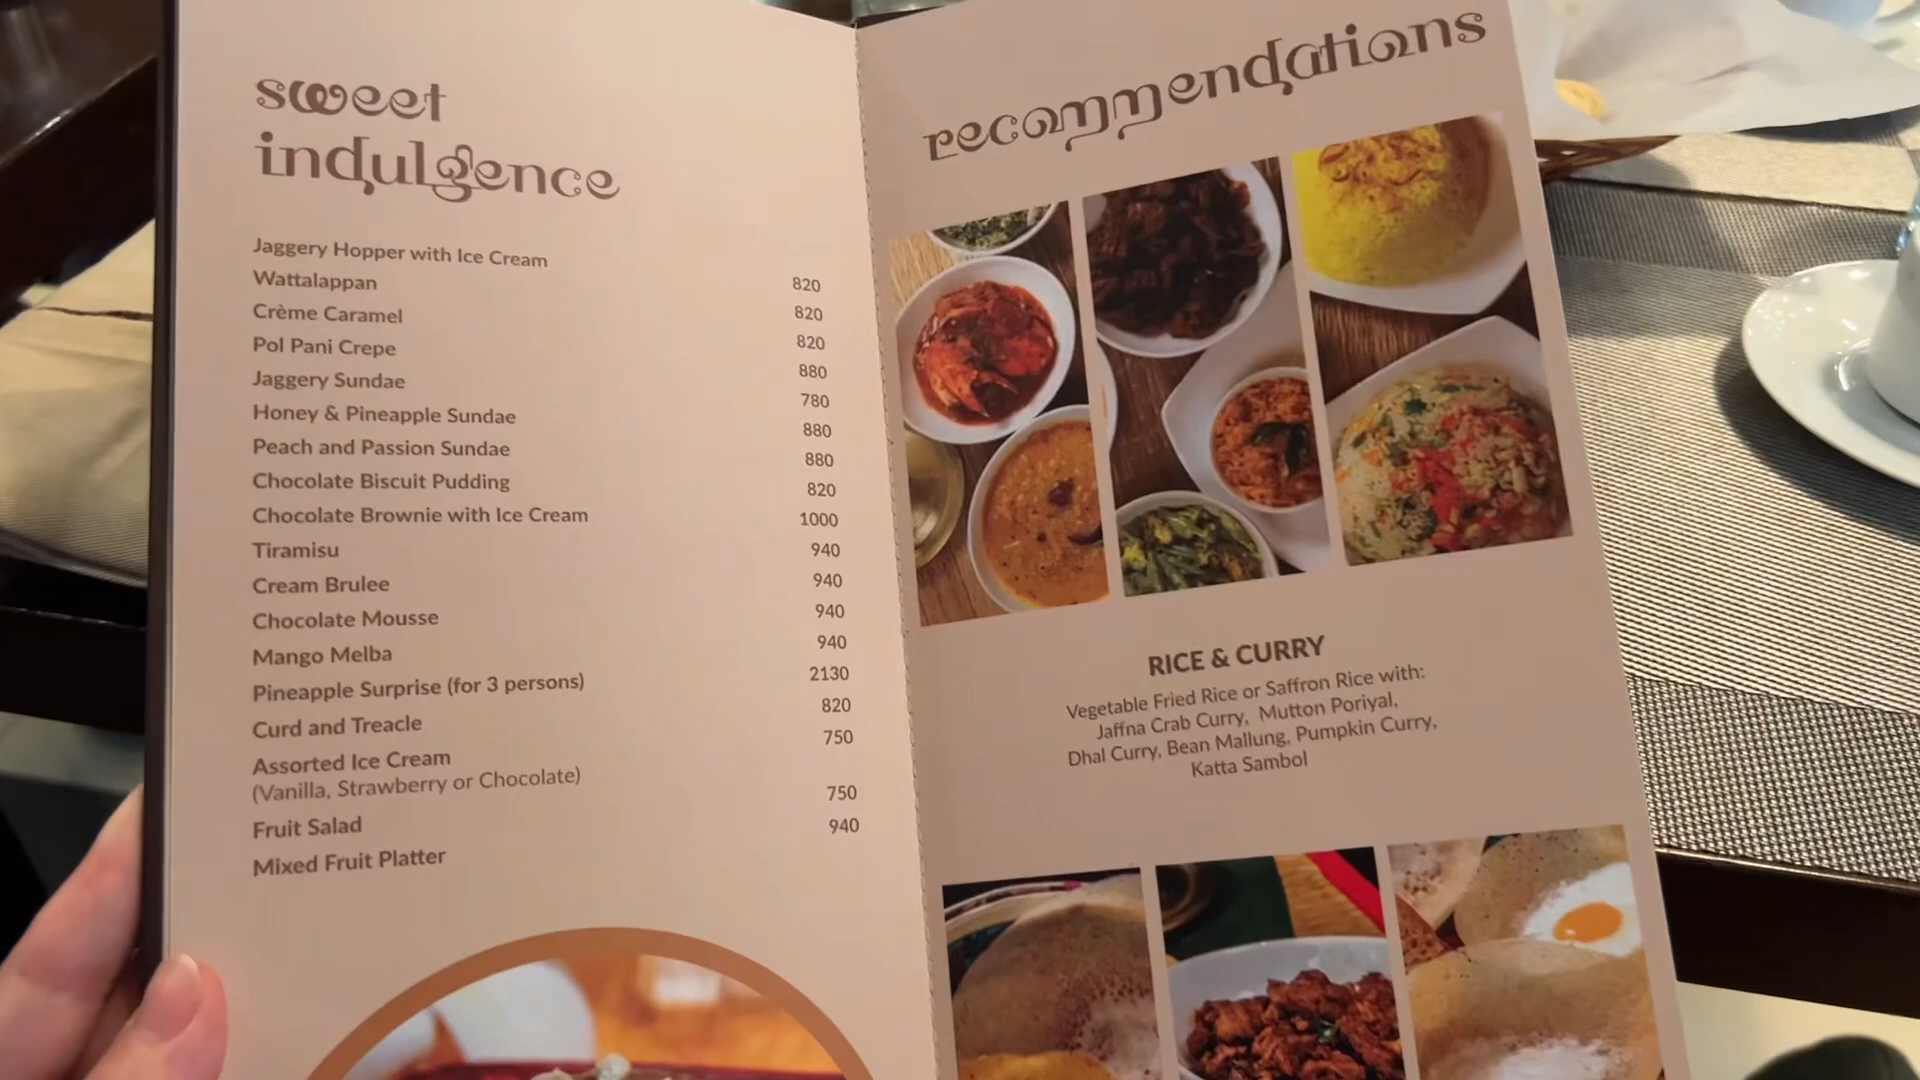 sweet
indulgence
Jaggery Hopper with Ice Cream 820
Wattalappan 820
Crème Caramel 820
Pol Pani Crepe 880
Jaggery Sundae 780
Honey & Pineapple Sundae 880
Peach and Passion Sundae 880
Chocolate Biscuit Pudding 820
Chocolate Brownie with Ice Cream 1000
Tiramisu 940
Cream Brulee 940
Chocolate Mousse 940
Mango Melba 940
Pineapple Surprise (for 3 persons) 2130
Curd and Treacle 820
Assorted Ice Cream 750
(Vanilla, Strawberry or Chocolate)
Fruit Salad 750
Mixed Fruit Platter 940
recommendations
RICE & CURRY
Vegetable Fried Rice or Saffron Rice with:
Jaffna Crab Curry, Mutton Poriyal,
Dhal Curry, Bean Mallung, Pumpkin Curry,
Katta Sambol